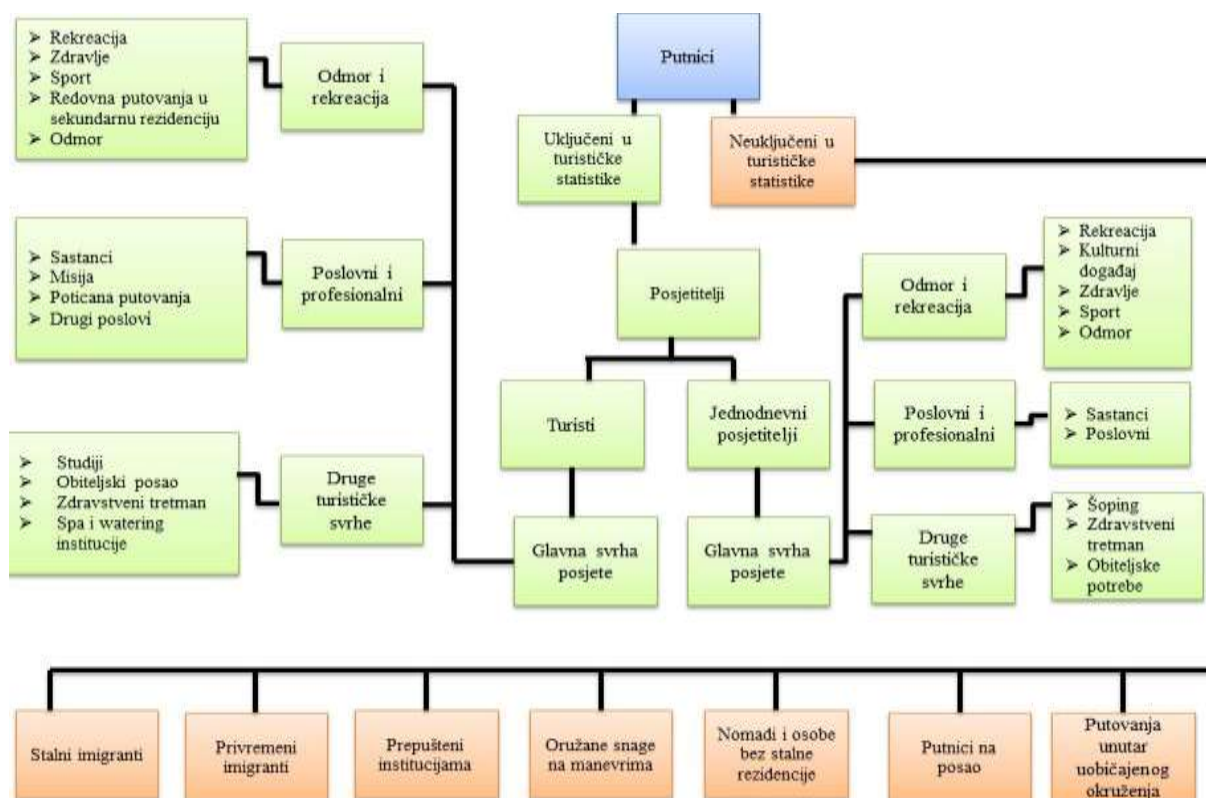 Putnici
Uključeni u
turističke
statistike
Neuključeni u
turističke
statistike
Posjetitelji
Turisti
Jednodnevni
posjetitelji
Glavna svrha
posjete
Glavna svrha
posjete
Odmor i
rekreacija
➤ Rekreacija
➤ Zdravlje
➤ Sport
➤ Redovna putovanja u
sekundarnu rezidenciju
➤ Odmor
Poslovni i
profesionalni
➤ Sastanci
➤ Misija
➤ Poticana putovanja
➤ Drugi poslovi
Druge
turističke
svrhe
➤ Studiji
➤ Obiteljski posao
➤ Zdravstveni tretman
➤ Spa i watering
institucije
Odmor i
rekreacija
➤ Rekreacija
➤ Kulturni
događaj
➤ Zdravlje
➤ Sport
➤ Odmor
Poslovni i
profesionalni
➤ Sastanci
➤ Poslovni
Druge
turističke
svrhe
➤ Šoping
➤ Zdravstveni
tretman
➤ Obiteljske
potrebe
Stalni imigranti
Privremeni
imigranti
Prepušteni
institucijama
Oružane snage
na manevrima
Nomadi i osobe
bez stalne
rezidencije
Putnici na
posao
Putovanja
unutar
uobičajenog
okruženja